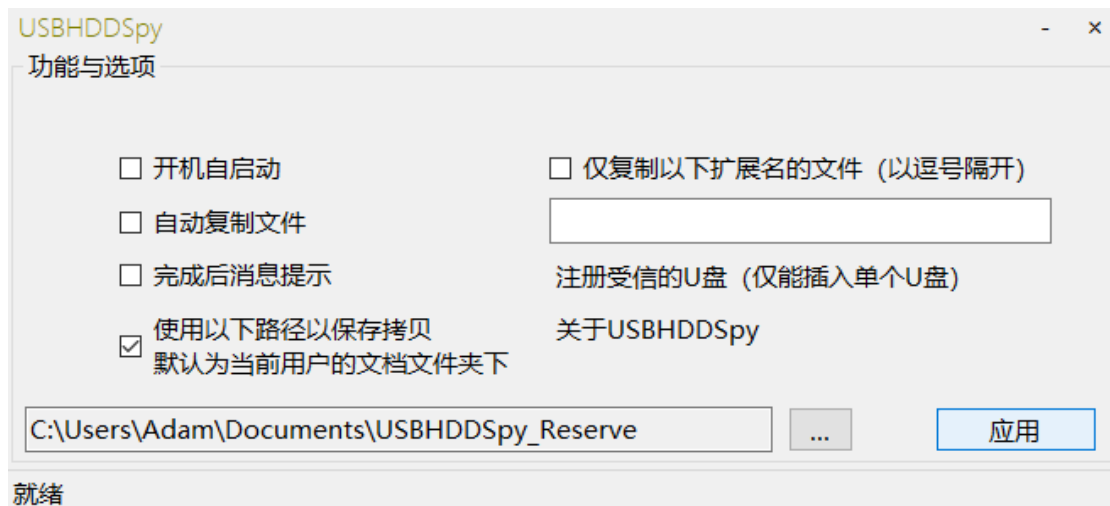 USBHDDSpy
功能与选项
开机自启动
仅复制以下扩展名的文件（以逗号隔开）
自动复制文件
完成后消息提示
注册受信的U盘（仅能插入单个U盘）
使用以下路径以保存拷贝
默认为当前用户的文档文件夹下
关于USBHDDSpy
C:\Users\Adam\Documents\USBHDDSpy_Reserve
...
应用
就绪